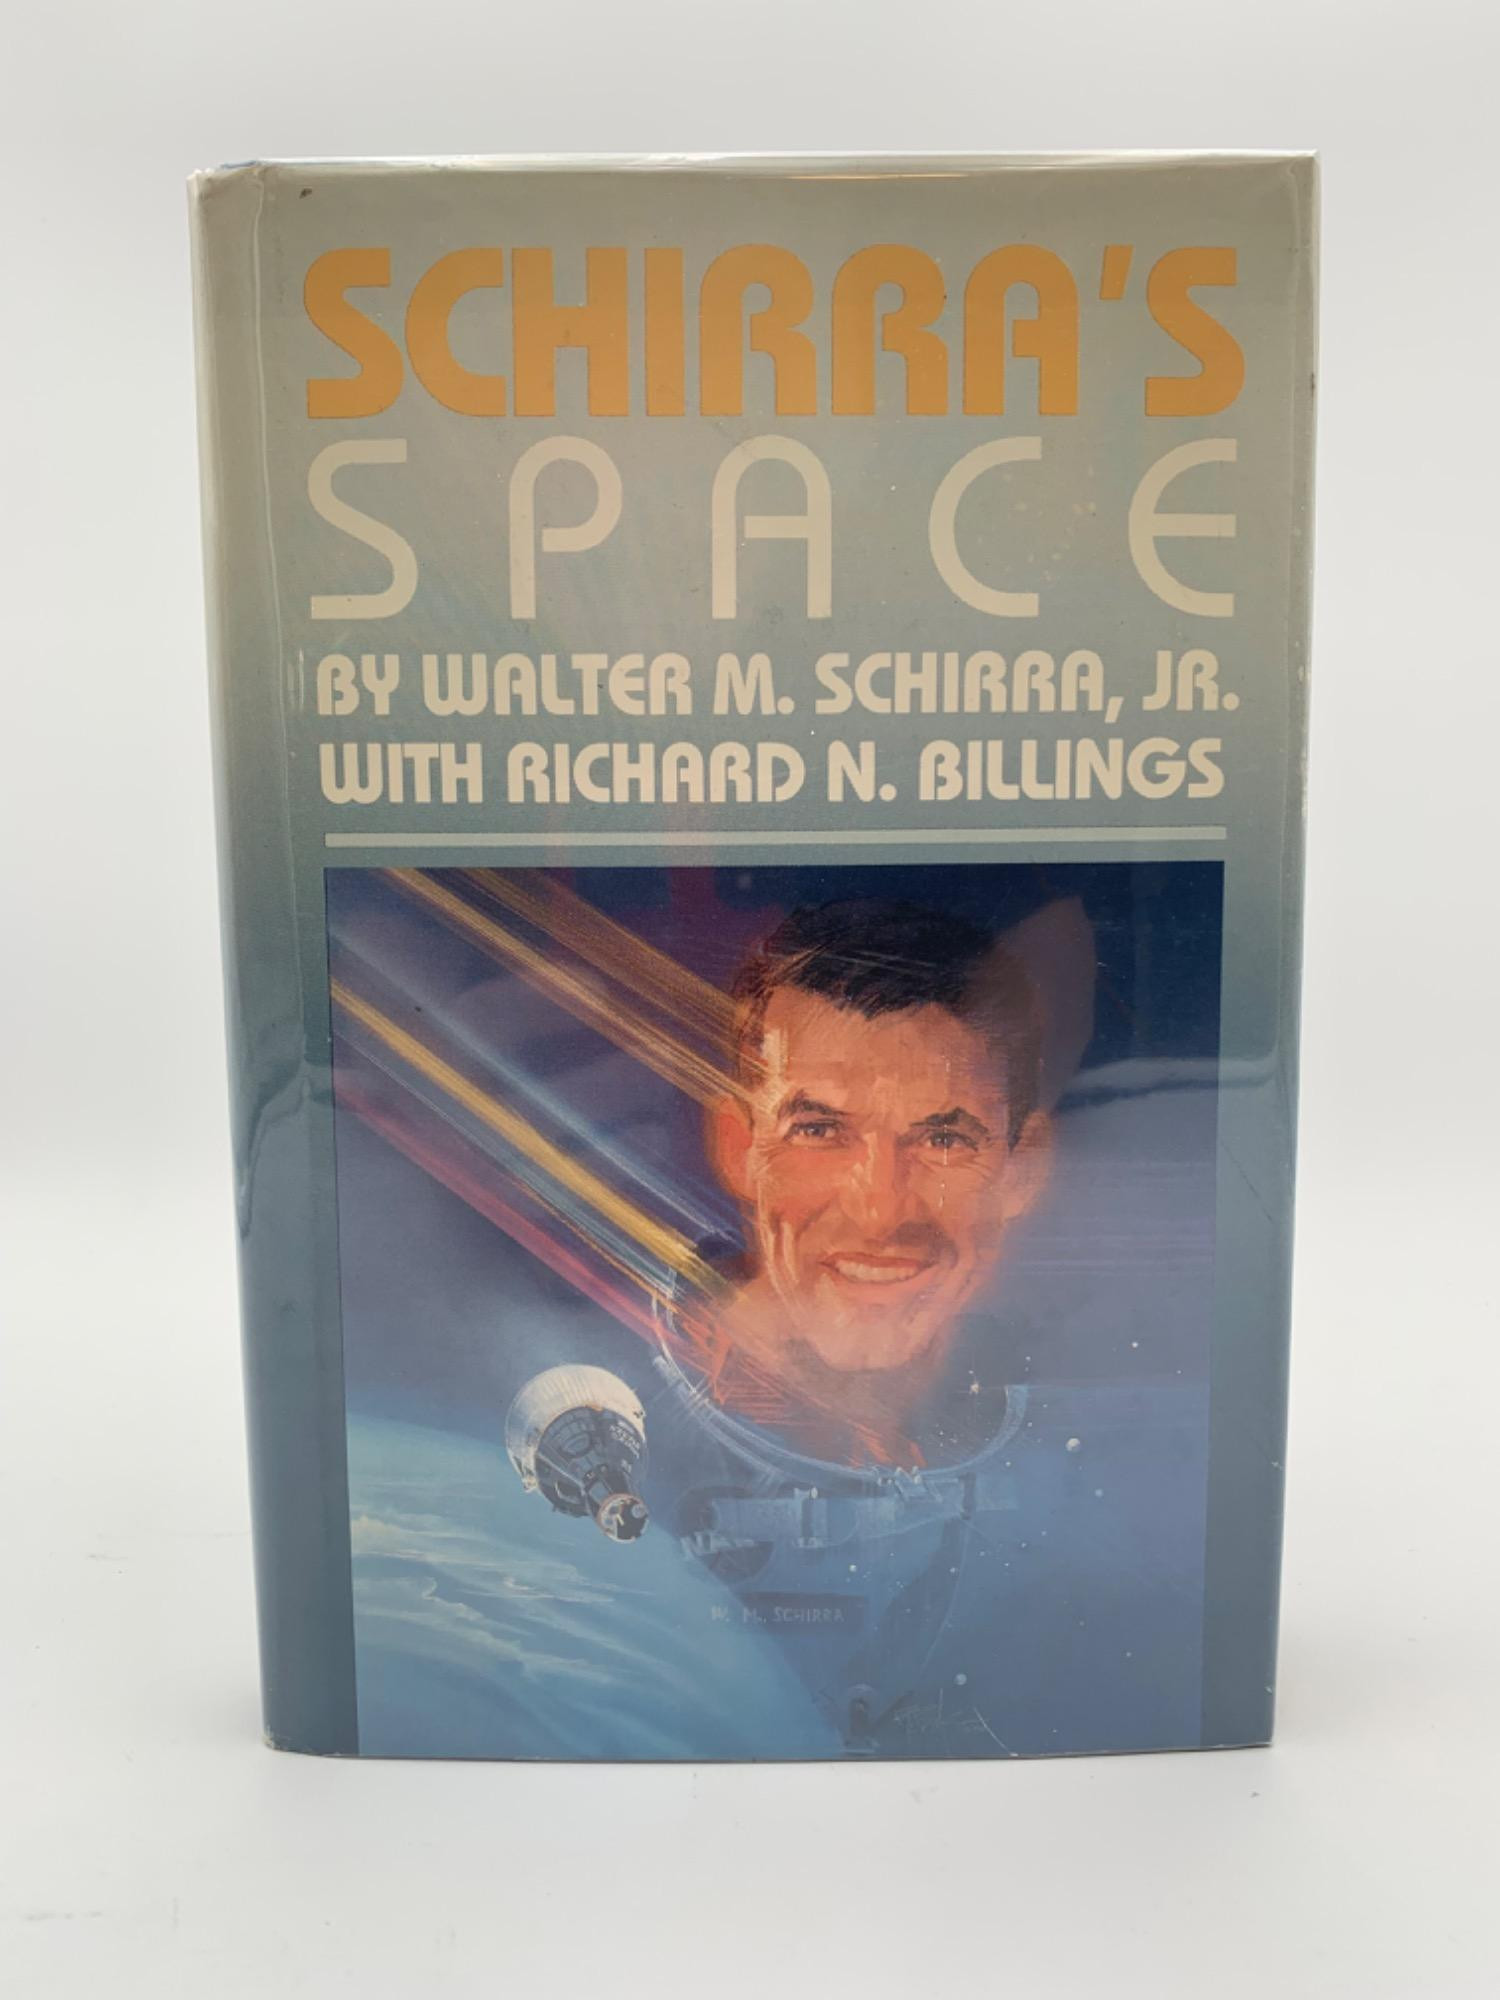 SCHIRRA'S
SPACE
BY WALTER M. SCHIRRA, JR.
WITH RICHARD N. BILLINGS
W. M. SCHIRRA